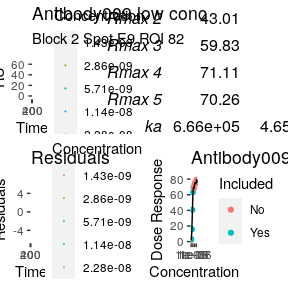 Antibody009 low conc
Block 2 Spot E9 ROI 82
Concentration
1.43e-09
2.86e-09
5.71e-09
1.14e-08
2.28e-08
60
40
20
0
Time
Rmax 2 43.01
Rmax 3 59.83
Rmax 4 71.11
Rmax 5 70.26
ka 6.66e+05 4.65
Residuals
Residuals
4
0
-4
Time
Concentration
1.43e-09
2.86e-09
5.71e-09
1.14e-08
2.28e-08
Antibody009
Dose Response
80
60
40
20
0
Concentration
Included
No
Yes